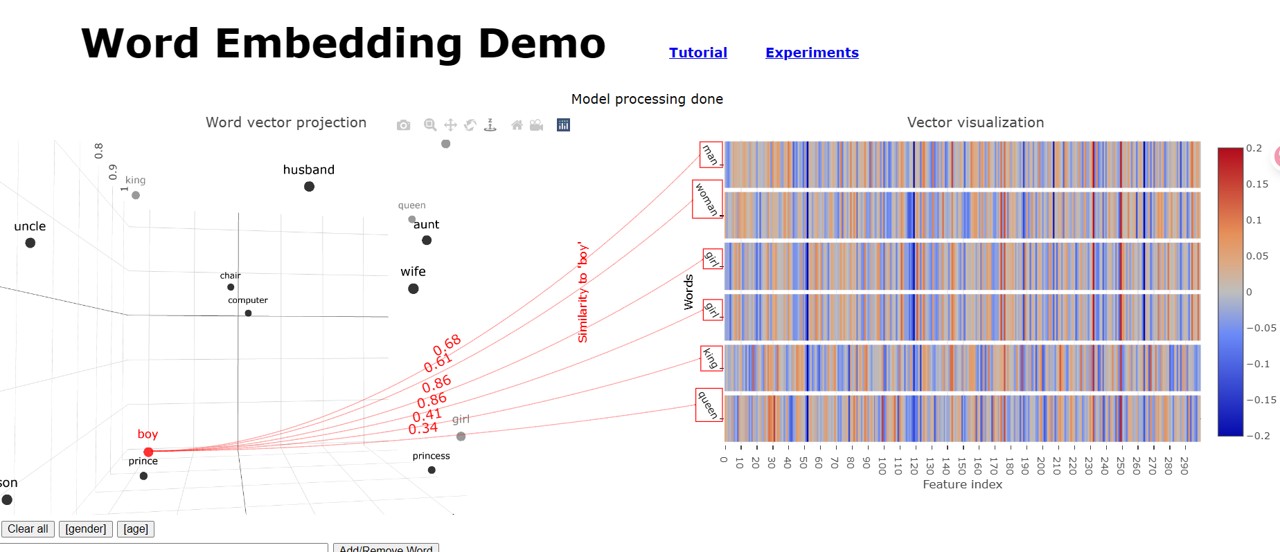 Word Embedding Demo
Tutorial
Experiments
Model processing done
Word vector projection
Vector visualization
0.8
0.9
1
king
husband
queen
aunt
uncle
wife
chair
computer
boy
prince
son
girl
princess
Similarity to 'boy'
0.68
0.61
0.86
0.86
0.41
0.34
Words
man
woman
girl
girl
king
queen
0 10 20 30 40 50 60 70 80 90 100 110 120 130 140 150 160 170 180 190 200 210 220 230 240 250 260 270 280 290
Feature index
0.2
0.15
0.1
0.05
0
−0.05
−0.1
−0.15
−0.2
Clear all [gender] [age]
Add/Remove Word